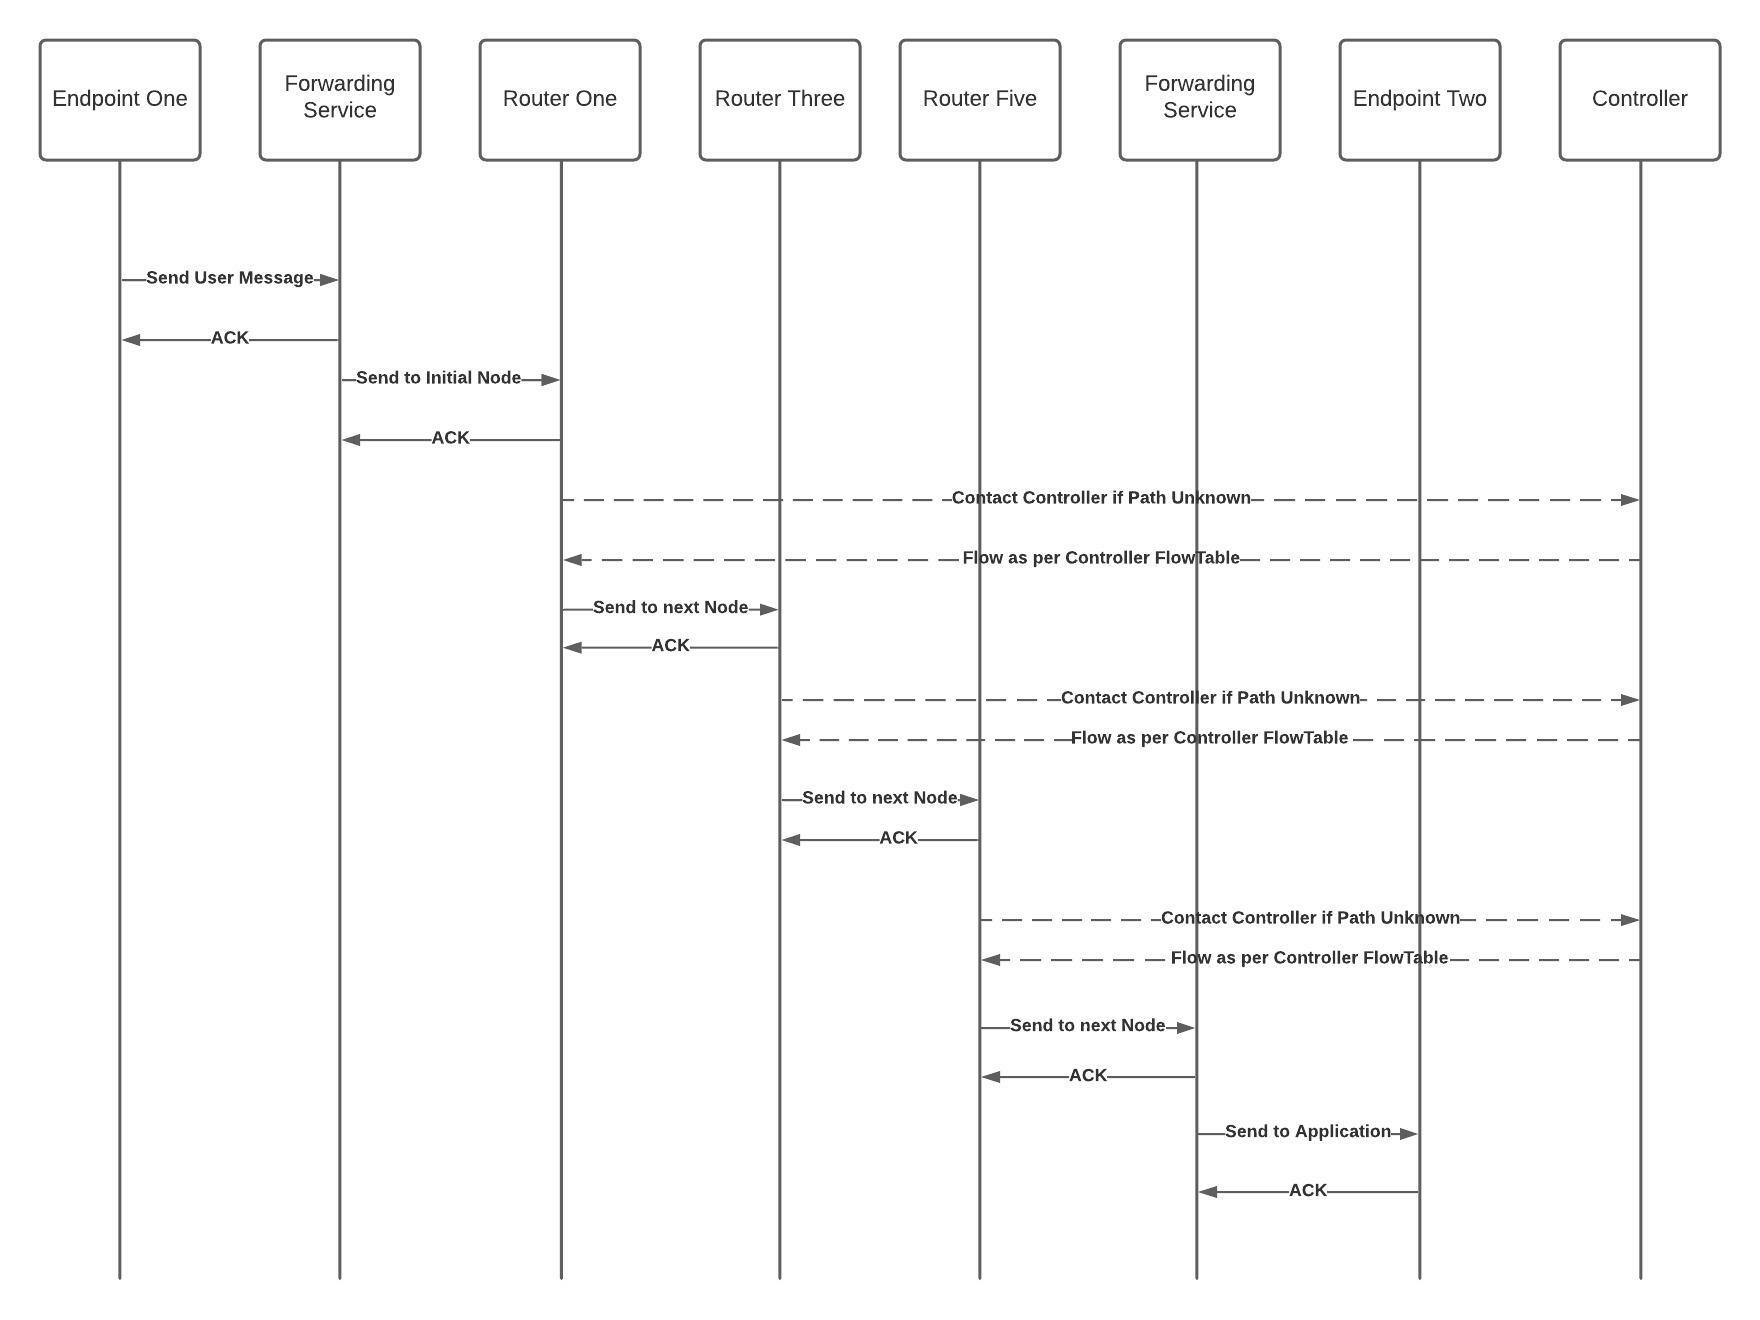 Endpoint One
Forwarding
Service
Router One
Router Three
Router Five
Forwarding
Service
Endpoint Two
Controller
Send User Message
ACK
Send to Initial Node
ACK
Contact Controller if Path Unknown
Flow as per Controller FlowTable
Send to next Node
ACK
Contact Controller if Path Unknown
Flow as per Controller FlowTable
Send to next Node
ACK
Contact Controller if Path Unknown
Flow as per Controller FlowTable
Send to next Node
ACK
Send to Application
ACK